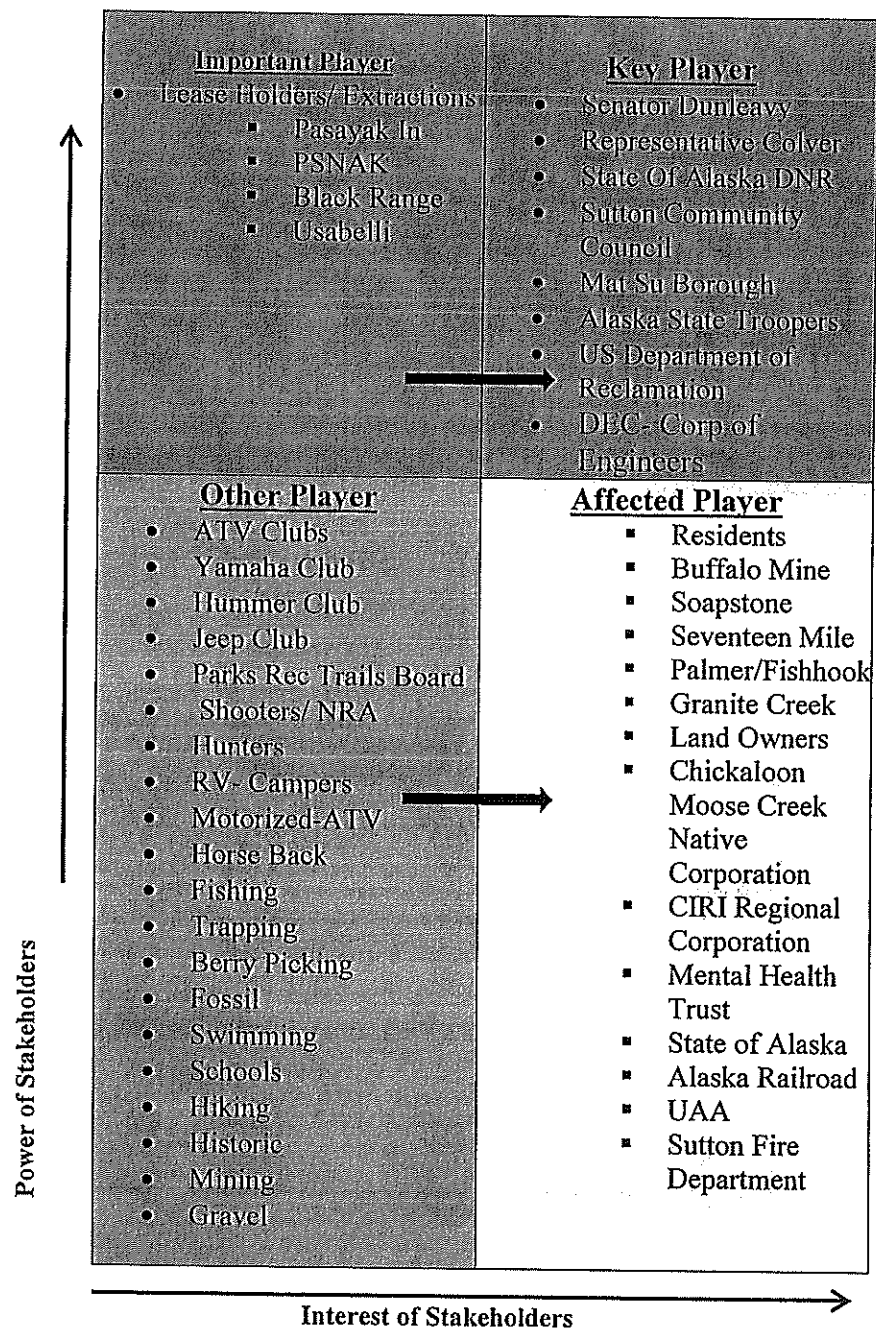 Important Player
• Lease Holders/ Extractions
▪ Pasayak In
▪ PSNAK
▪ Black Range
▪ Usabelli
Key Player
• Senator Dunleavy
• Representative Colver
• State Of Alaska DNR
• Sutton Community
Council
• Mat Su Borough
• Alaska State Troopers
• US Department of
Reclamation
• DEC- Corp of
Engineers
Other Player
• ATV Clubs
• Yamaha Club
• Hummer Club
• Jeep Club
• Parks Rec Trails Board
• Shooters/ NRA
• Hunters
• RV- Campers
• Motorized-ATV
• Horse Back
• Fishing
• Trapping
• Berry Picking
• Fossil
• Swimming
• Schools
• Hiking
• Historic
• Mining
• Gravel
Affected Player
▪ Residents
▪ Buffalo Mine
▪ Soapstone
▪ Seventeen Mile
▪ Palmer/Fishhook
▪ Granite Creek
▪ Land Owners
▪ Chickaloon
Moose Creek
Native
Corporation
▪ CIRI Regional
Corporation
▪ Mental Health
Trust
▪ State of Alaska
▪ Alaska Railroad
▪ UAA
▪ Sutton Fire
Department
Power of Stakeholders
Interest of Stakeholders